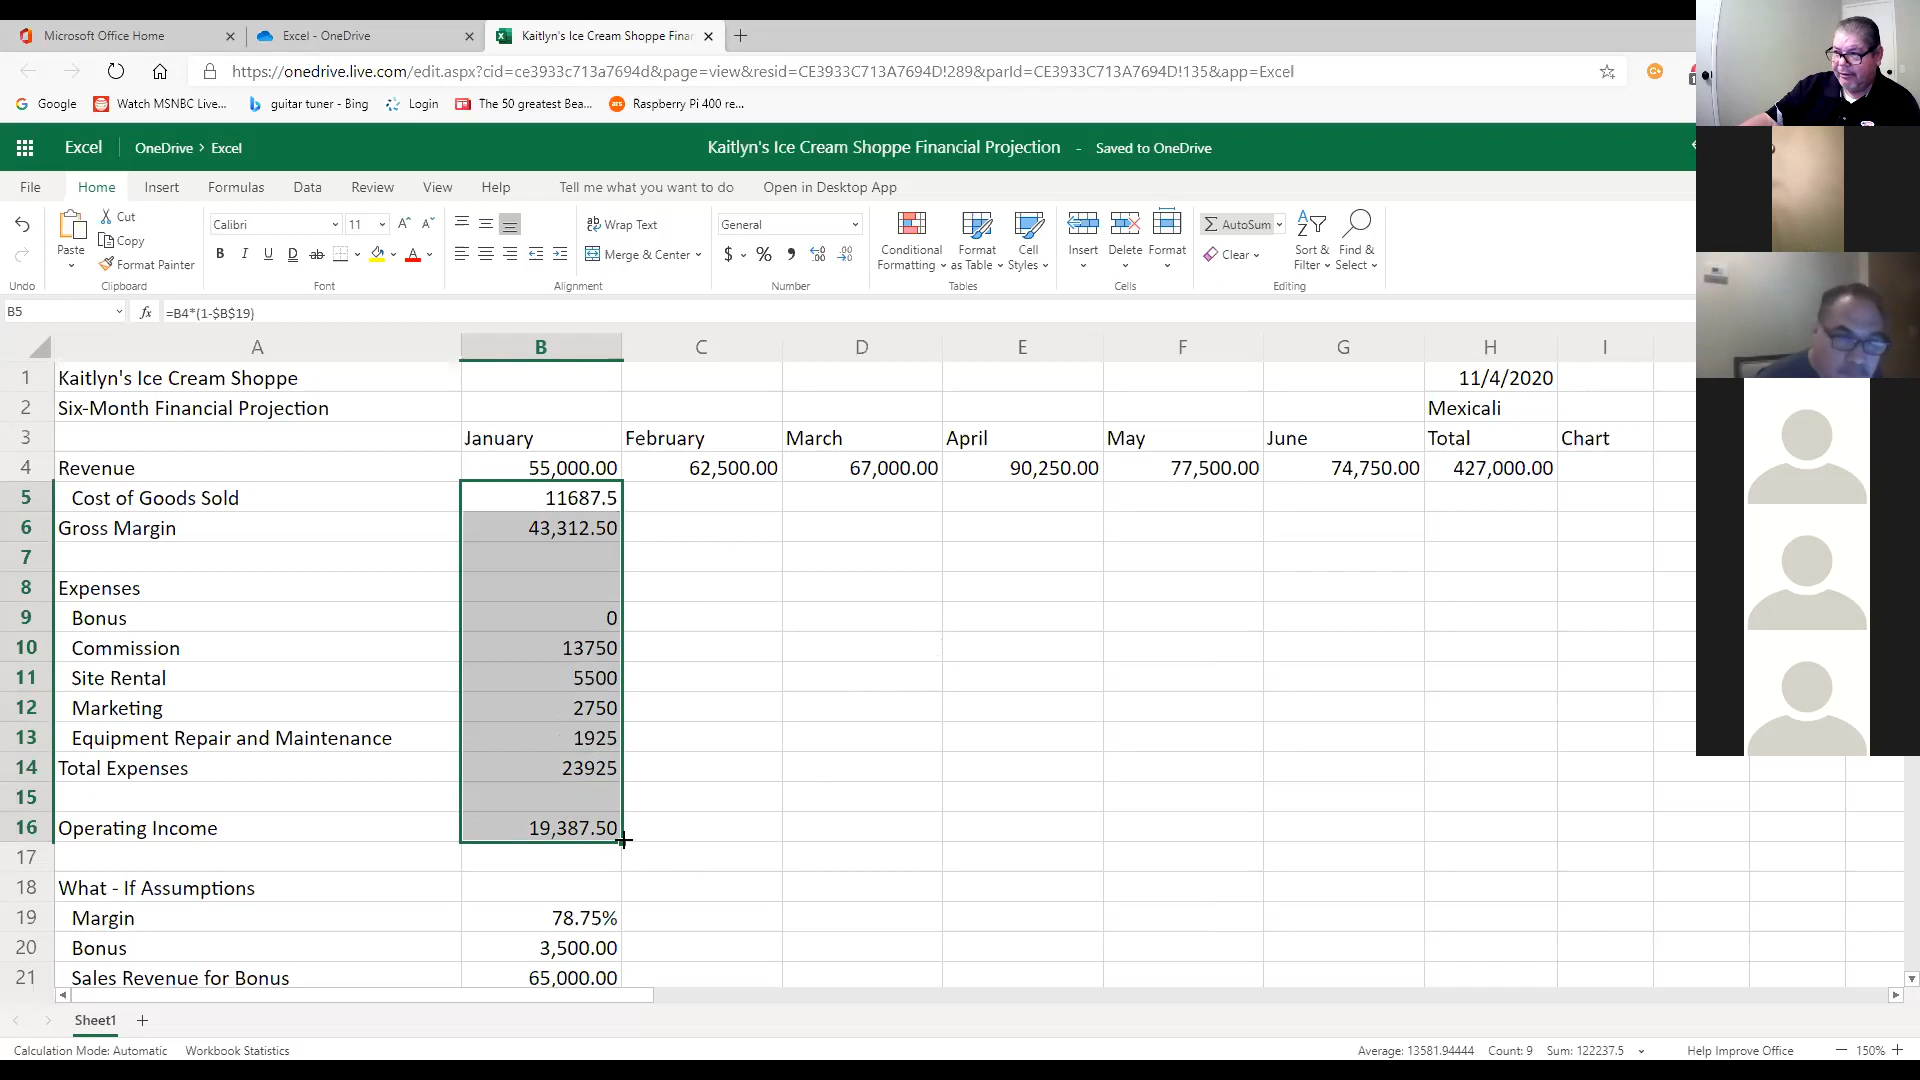 Microsoft Office Home
Excel - OneDrive
Kaitlyn's Ice Cream Shoppe Finan
https://onedrive.live.com/edit.aspx?cid=ce3933c713a7694d&page=view&resid=CE3933C713A7694D!289&parId=CE3933C713A7694D!135&app=Excel
Google Watch MSNBC Live... guitar tuner - Bing Login The 50 greatest Bea... Raspberry Pi 400 re...
Excel OneDrive > Excel Kaitlyn's Ice Cream Shoppe Financial Projection - Saved to OneDrive
File Home Insert Formulas Data Review View Help Tell me what you want to do Open in Desktop App
Paste Cut Copy Format Painter
Calibri 11
B I U D ab A
Wrap Text
Merge & Center
General
$ % 9
Conditional Formatting Format as Table Cell Styles
Insert Delete Format
AutoSum
Clear
Sort & Filter Find & Select
Undo Clipboard Font Alignment Number Tables Cells Editing
B5 fx =B4*(1-$B$19)
A B C D E F G H I
1 Kaitlyn's Ice Cream Shoppe 11/4/2020
2 Six-Month Financial Projection Mexicali
3 January February March April May June Total Chart
4 Revenue 55,000.00 62,500.00 67,000.00 90,250.00 77,500.00 74,750.00 427,000.00
5 Cost of Goods Sold 11687.5
6 Gross Margin 43,312.50
7
8 Expenses
9 Bonus 0
10 Commission 13750
11 Site Rental 5500
12 Marketing 2750
13 Equipment Repair and Maintenance 1925
14 Total Expenses 23925
15
16 Operating Income 19,387.50
17
18 What - If Assumptions
19 Margin 78.75%
20 Bonus 3,500.00
21 Sales Revenue for Bonus 65,000.00
Sheet1
Calculation Mode: Automatic Workbook Statistics Average: 13581.94444 Count: 9 Sum: 122237.5 Help Improve Office 150%